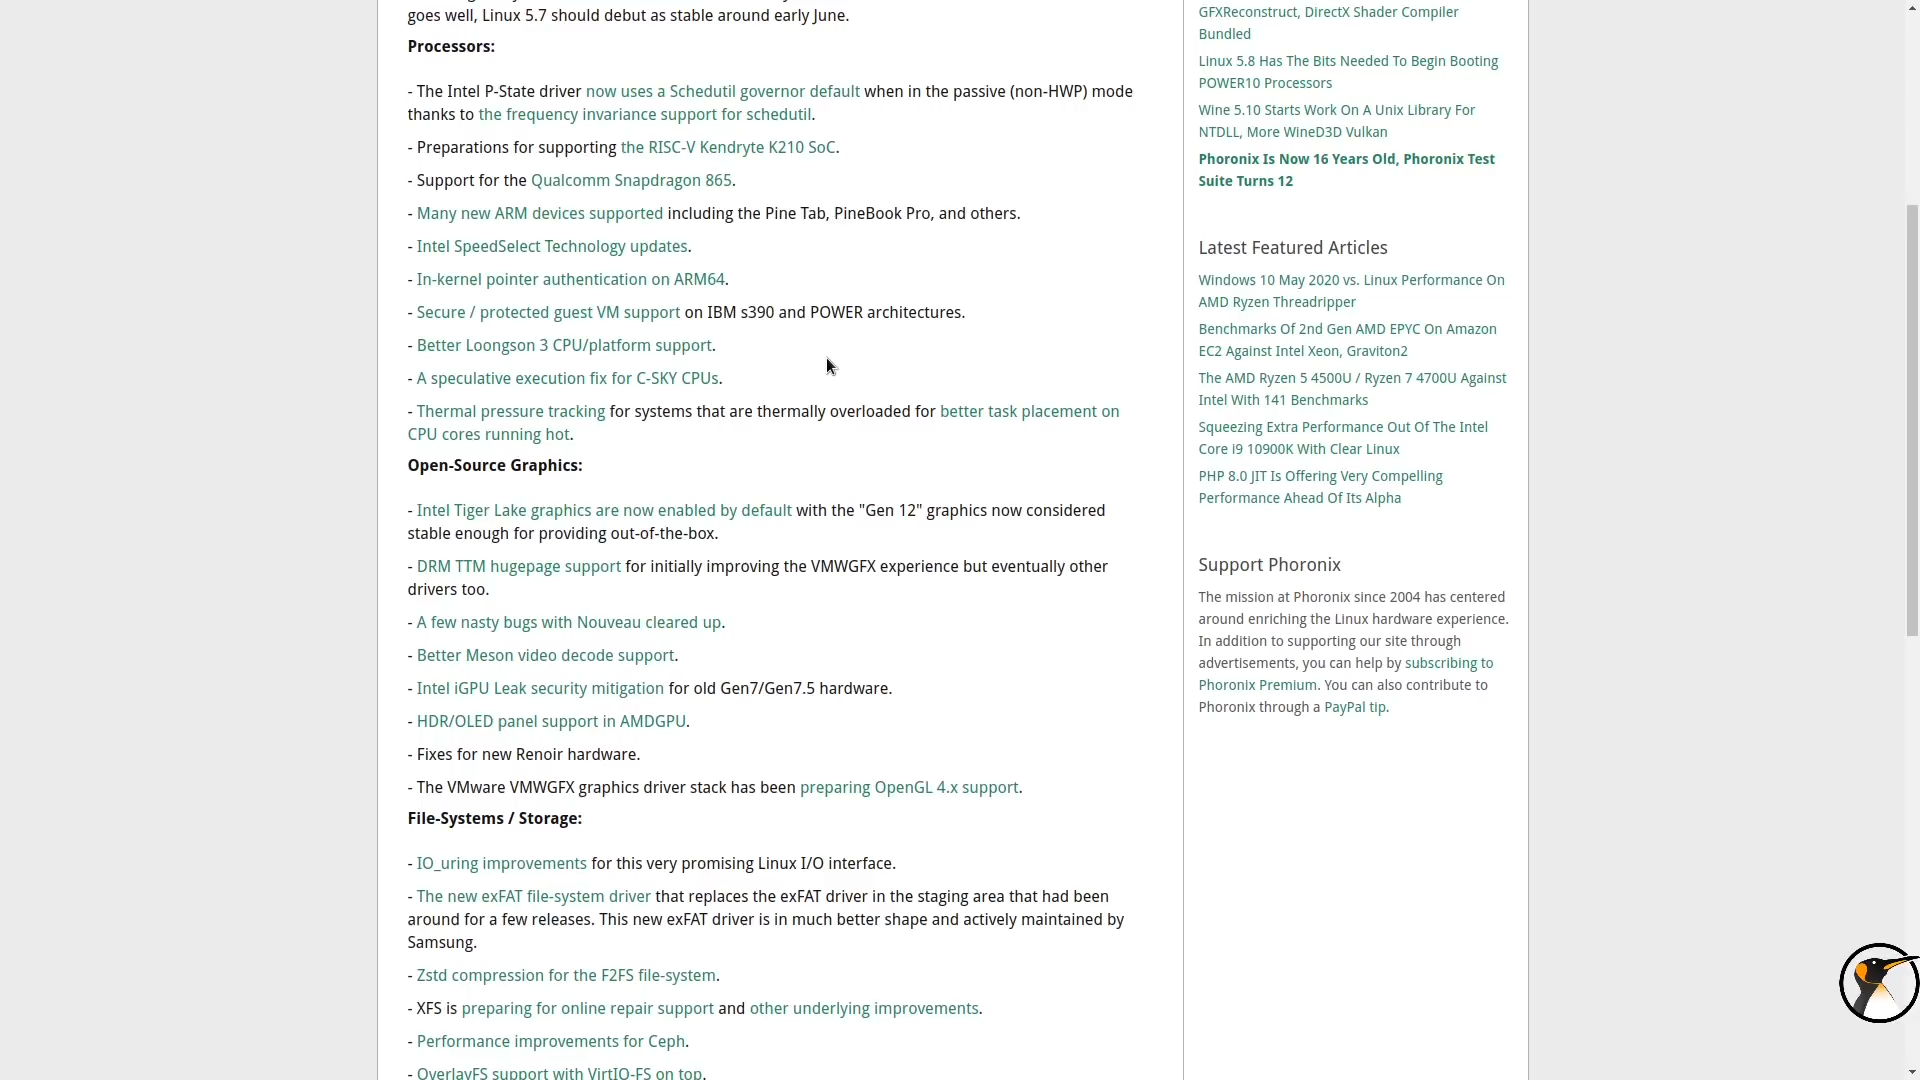 goes well, Linux 5.7 should debut as stable around early June.
Processors:
- The Intel P-State driver now uses a Schedutil governor default when in the passive (non-HWP) mode
thanks to the frequency invariance support for schedutil.
- Preparations for supporting the RISC-V Kendryte K210 SoC.
- Support for the Qualcomm Snapdragon 865.
- Many new ARM devices supported including the Pine Tab, PineBook Pro, and others.
- Intel SpeedSelect Technology updates.
- In-kernel pointer authentication on ARM64.
- Secure / protected guest VM support on IBM s390 and POWER architectures.
- Better Loongson 3 CPU/platform support.
- A speculative execution fix for C-SKY CPUs.
- Thermal pressure tracking for systems that are thermally overloaded for better task placement on
CPU cores running hot.
Open-Source Graphics:
- Intel Tiger Lake graphics are now enabled by default with the "Gen 12" graphics now considered
stable enough for providing out-of-the-box.
- DRM TTM hugepage support for initially improving the VMWGFX experience but eventually other
drivers too.
- A few nasty bugs with Nouveau cleared up.
- Better Meson video decode support.
- Intel iGPU Leak security mitigation for old Gen7/Gen7.5 hardware.
- HDR/OLED panel support in AMDGPU.
- Fixes for new Renoir hardware.
- The VMware VMWGFX graphics driver stack has been preparing OpenGL 4.x support.
File-Systems / Storage:
- IO_uring improvements for this very promising Linux I/O interface.
- The new exFAT file-system driver that replaces the exFAT driver in the staging area that had been
around for a few releases. This new exFAT driver is in much better shape and actively maintained by
Samsung.
- Zstd compression for the F2FS file-system.
- XFS is preparing for online repair support and other underlying improvements.
- Performance improvements for Ceph.
- OverlayFS support with VirtIO-FS on top.
GFXReconstruct, DirectX Shader Compiler
Bundled
Linux 5.8 Has The Bits Needed To Begin Booting
POWER10 Processors
Wine 5.10 Starts Work On A Unix Library For
NTDLL, More WineD3D Vulkan
Phoronix Is Now 16 Years Old, Phoronix Test
Suite Turns 12
Latest Featured Articles
Windows 10 May 2020 vs. Linux Performance On
AMD Ryzen Threadripper
Benchmarks Of 2nd Gen AMD EPYC On Amazon
EC2 Against Intel Xeon, Graviton2
The AMD Ryzen 5 4500U / Ryzen 7 4700U Against
Intel With 141 Benchmarks
Squeezing Extra Performance Out Of The Intel
Core i9 10900K With Clear Linux
PHP 8.0 JIT Is Offering Very Compelling
Performance Ahead Of Its Alpha
Support Phoronix
The mission at Phoronix since 2004 has centered
around enriching the Linux hardware experience.
In addition to supporting our site through
advertisements, you can help by subscribing to
Phoronix Premium. You can also contribute to
Phoronix through a PayPal tip.